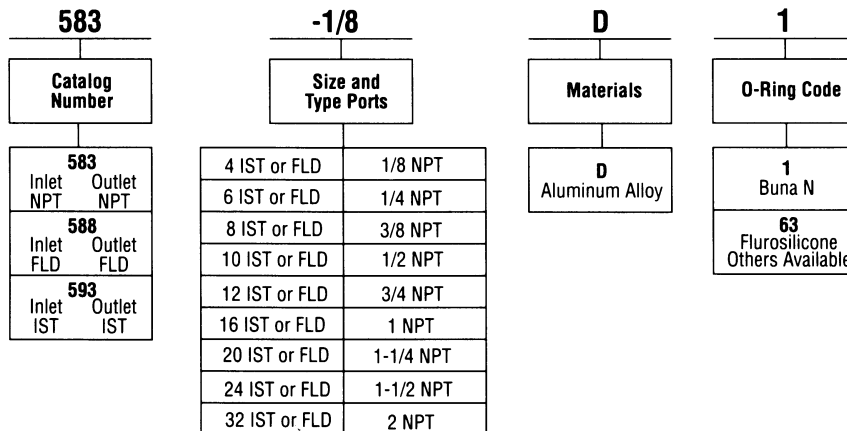 583 -1/8 D 1
Catalog
Number
Size and
Type Ports
Materials
O-Ring Code
583
Inlet Outlet
NPT NPT
588
Inlet Outlet
FLD FLD
593
Inlet Outlet
IST IST
4 IST or FLD 1/8 NPT
6 IST or FLD 1/4 NPT
8 IST or FLD 3/8 NPT
10 IST or FLD 1/2 NPT
12 IST or FLD 3/4 NPT
16 IST or FLD 1 NPT
20 IST or FLD 1-1/4 NPT
24 IST or FLD 1-1/2 NPT
32 IST or FLD 2 NPT
D
Aluminum Alloy
1
Buna N
63
Flurosilicone
Others Available